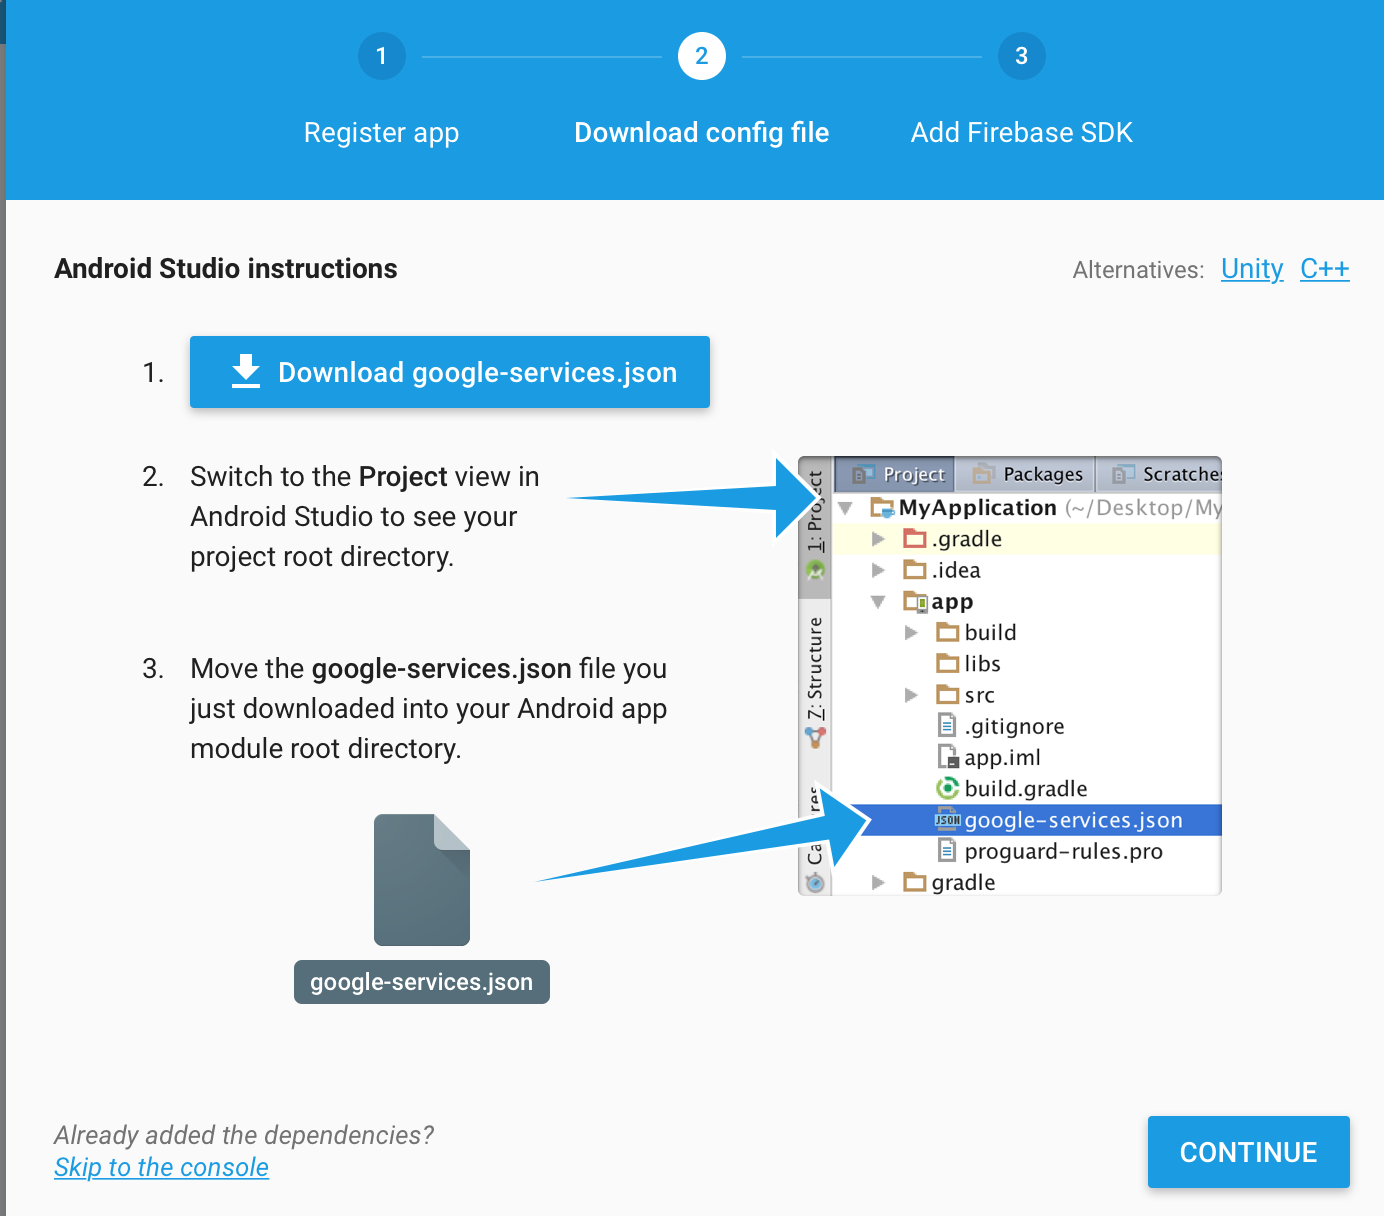 1
2
3
Register app
Download config file
Add Firebase SDK
Android Studio instructions
Alternatives: Unity C++
1. Download google-services.json
2. Switch to the Project view in
Android Studio to see your
project root directory.
3. Move the google-services.json file you
just downloaded into your Android app
module root directory.
google-services.json
1: Project
Z: Structure
Project
Packages
MyApplication (~/Desktop/My
.gradle
.idea
app
build
libs
src
.gitignore
app.iml
build.gradle
JSON google-services.json
proguard-rules.pro
gradle
Already added the dependencies?
Skip to the console
CONTINUE